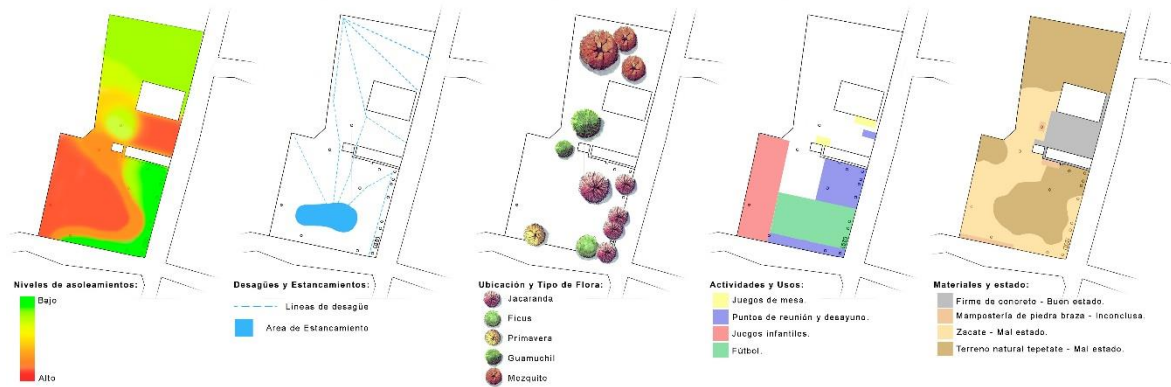 Niveles de asoleamientos:
Bajo
Alto
Desagües y Estancamientos:
Lineas de desagüe
Area de Estancamiento
Ubicación y Tipo de Flora:
Jacaranda
Ficus
Primavera
Guamuchil
Mezquite
Actividades y Usos:
Juegos de mesa.
Puntos de reunión y desayuno.
Juegos infantiles.
Fútbol.
Materiales y estado:
Firme de concreto - Buen estado.
Mampostería de piedra braza - Inconclusa.
Zacate - Mal estado.
Terreno natural tepetate - Mal estado.